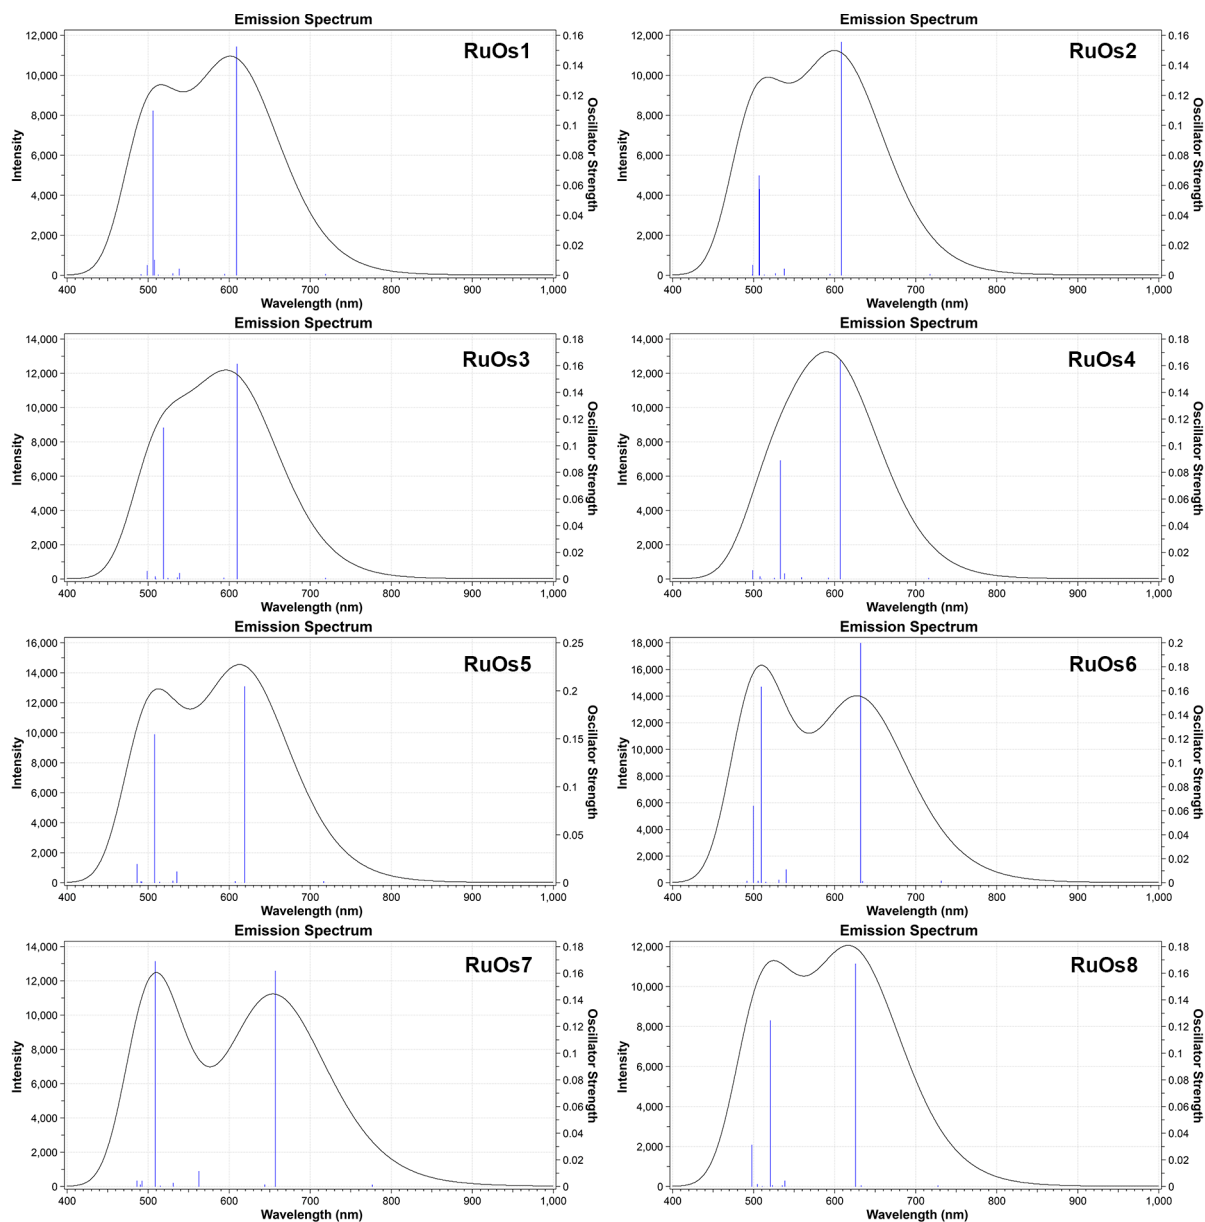 Emission Spectrum
RuOs1
12,000
10,000
8,000
6,000
4,000
2,000
0
Intensity
0.16
0.14
0.12
0.1
0.08
0.06
0.04
0.02
0
Oscillator Strength
400 500 600 700 800 900 1,000
Wavelength (nm)
Emission Spectrum
RuOs2
12,000
10,000
8,000
6,000
4,000
2,000
0
Intensity
0.16
0.14
0.12
0.1
0.08
0.06
0.04
0.02
0
Oscillator Strength
400 500 600 700 800 900 1,000
Wavelength (nm)
Emission Spectrum
RuOs3
14,000
12,000
10,000
8,000
6,000
4,000
2,000
0
Intensity
0.18
0.16
0.14
0.12
0.1
0.08
0.06
0.04
0.02
0
Oscillator Strength
400 500 600 700 800 900 1,000
Wavelength (nm)
Emission Spectrum
RuOs4
14,000
12,000
10,000
8,000
6,000
4,000
2,000
0
Intensity
0.18
0.16
0.14
0.12
0.1
0.08
0.06
0.04
0.02
0
Oscillator Strength
400 500 600 700 800 900 1,000
Wavelength (nm)
Emission Spectrum
RuOs5
16,000
14,000
12,000
10,000
8,000
6,000
4,000
2,000
0
Intensity
0.25
0.2
0.15
0.1
0.05
0
Oscillator Strength
400 500 600 700 800 900 1,000
Wavelength (nm)
Emission Spectrum
RuOs6
18,000
16,000
14,000
12,000
10,000
8,000
6,000
4,000
2,000
0
Intensity
0.2
0.18
0.16
0.14
0.12
0.1
0.08
0.06
0.04
0.02
0
Oscillator Strength
400 500 600 700 800 900 1,000
Wavelength (nm)
Emission Spectrum
RuOs7
14,000
12,000
10,000
8,000
6,000
4,000
2,000
0
Intensity
0.18
0.16
0.14
0.12
0.1
0.08
0.06
0.04
0.02
0
Oscillator Strength
400 500 600 700 800 900 1,000
Wavelength (nm)
Emission Spectrum
RuOs8
12,000
10,000
8,000
6,000
4,000
2,000
0
Intensity
0.18
0.16
0.14
0.12
0.1
0.08
0.06
0.04
0.02
0
Oscillator Strength
400 500 600 700 800 900 1,000
Wavelength (nm)